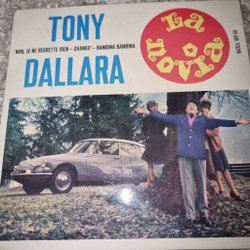 TONY
DALLARA
NON, JE NE REGRETTE RIEN - CHANGO' - BAMBINA BAMBINA
La
novia